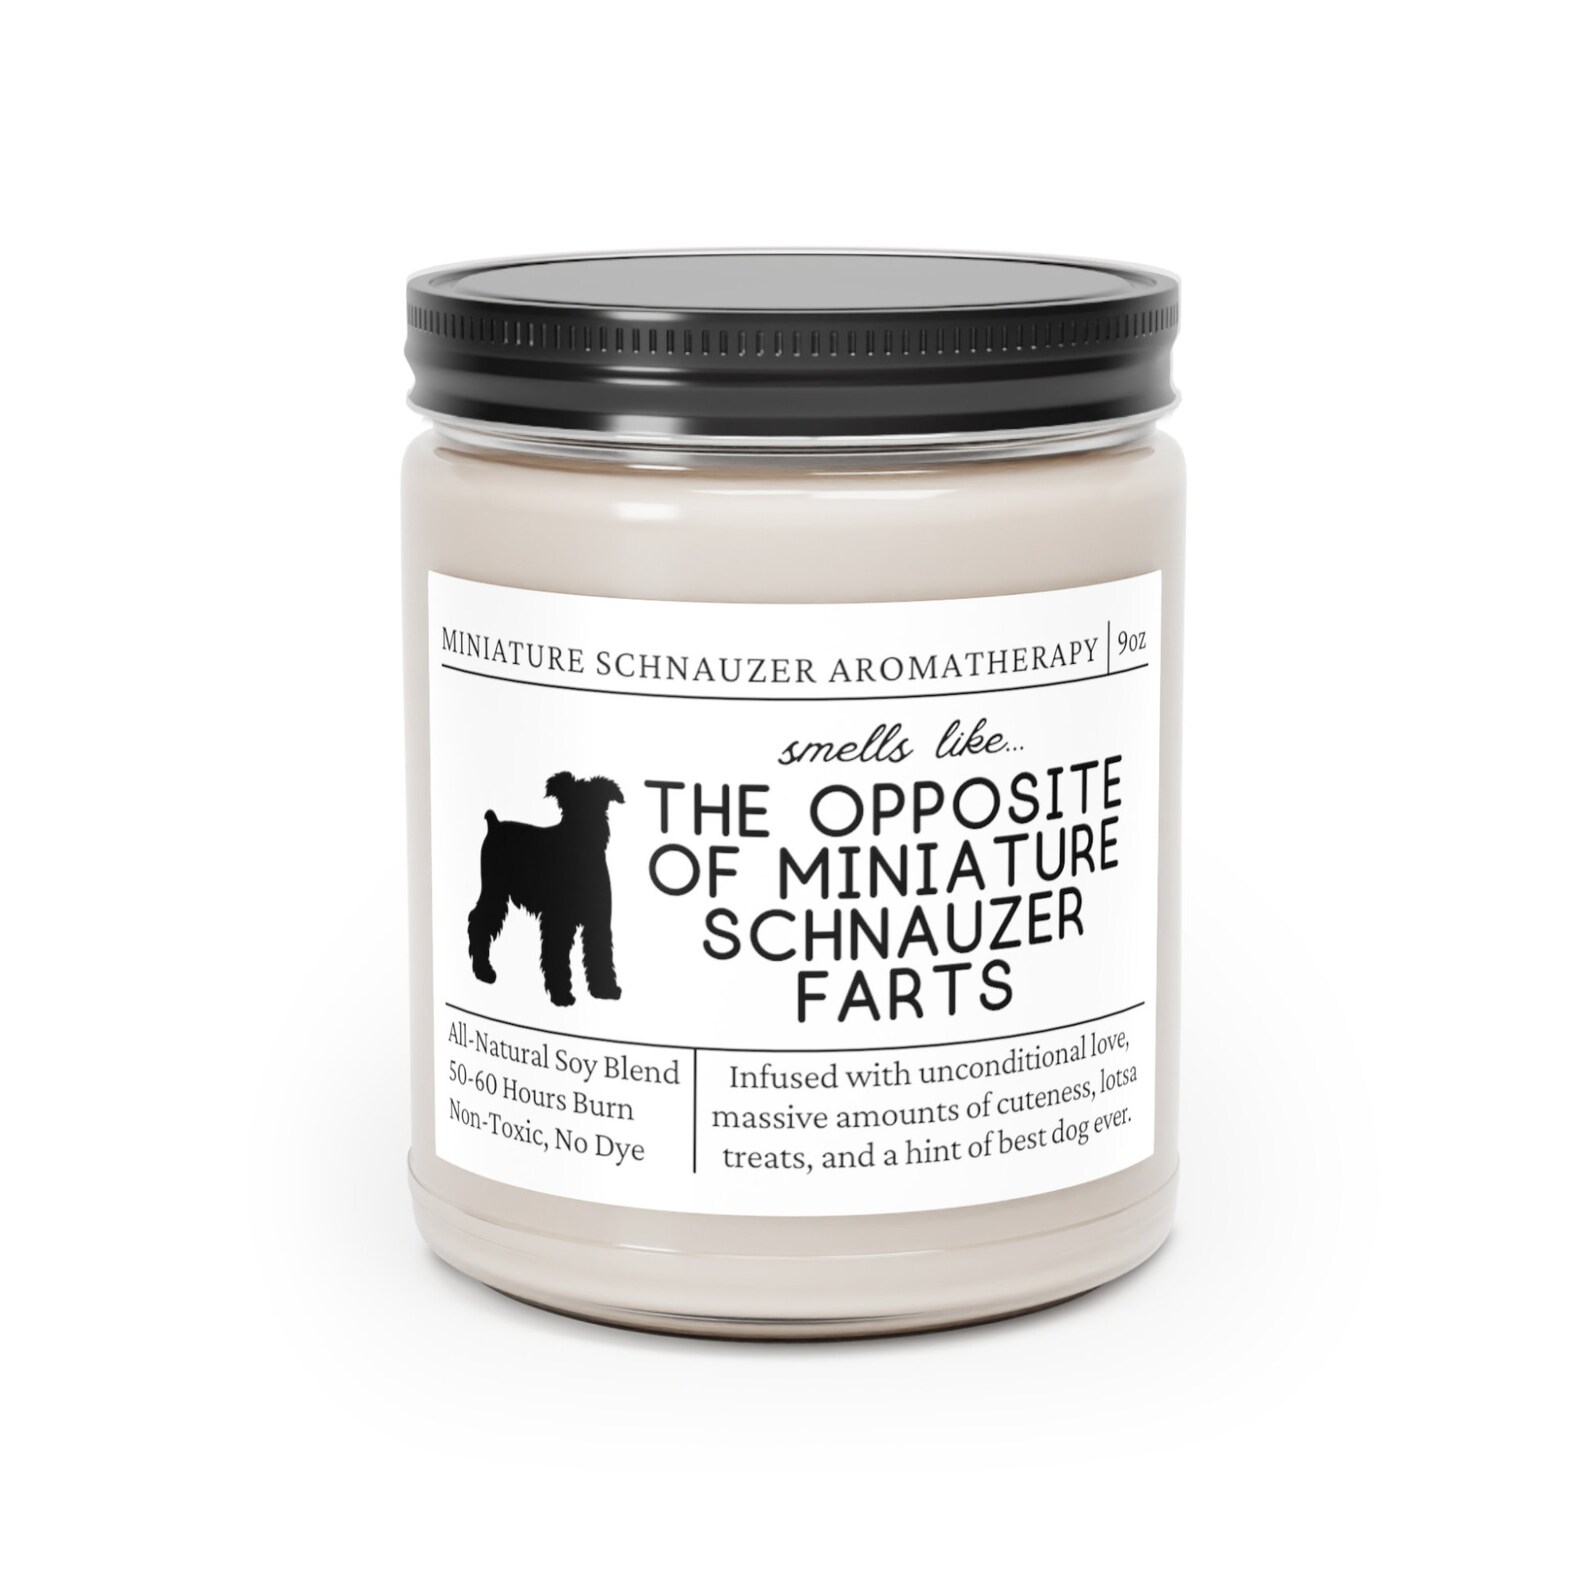 MINIATURE SCHNAUZER AROMATHERAPY | 9oz
smells like...
THE OPPOSITE
OF MINIATURE
SCHNAUZER
FARTS
All-Natural Soy Blend
50-60 Hours Burn
Non-Toxic, No Dye
Infused with unconditional love,
massive amounts of cuteness, lotsa
treats, and a hint of best dog ever.